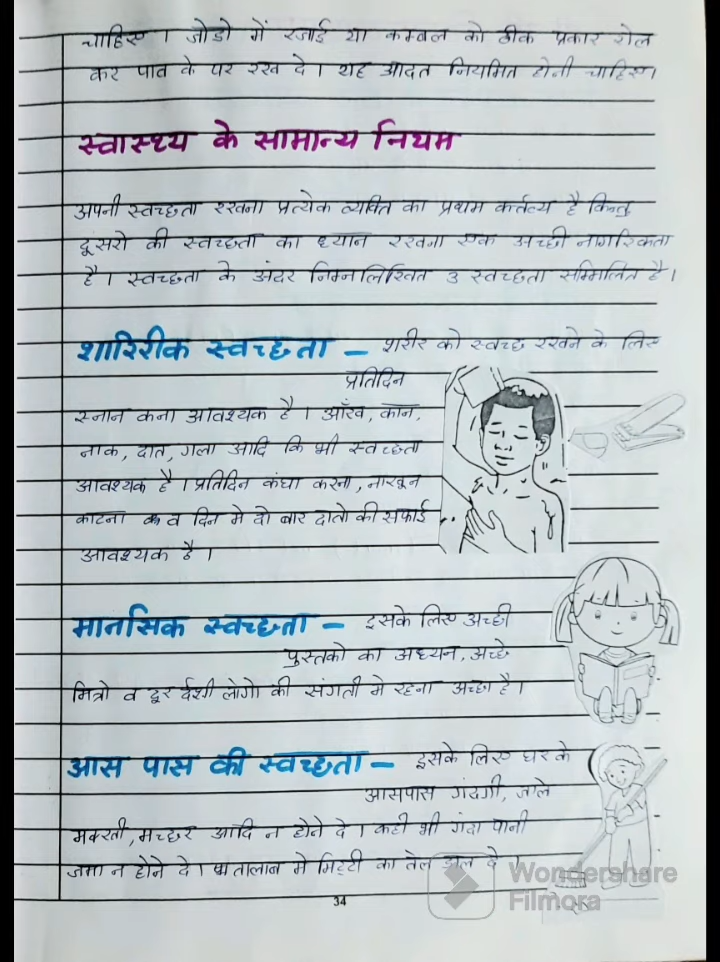 चाहिए । जोडो में रजाई या कम्बल को ठीक प्रकार रोल
कर पाव के पर रख दे । यह आदत नियमित होनी चाहिए।
स्वास्थ्य के सामान्य नियम
अपनी स्वच्छता रखना प्रत्येक व्यक्ति का प्रथम कर्तव्य है किन्तु
दूसरो की स्वच्छता का ध्यान रखना एक अच्छी नागरिकता
है । स्वच्छता के अंदर निम्नलिखित 3 स्वच्छता सम्मिलित है ।
शारिरीक स्वच्छता – शरीर को स्वच्छ रखने के लिए
प्रतिदिन
स्नान कना आवश्यक है । आँख, कान,
नाक, दात, गला आदि कि भी स्वच्छता
आवश्यक है । प्रतिदिन कंघा करना, नाखून
काटना व दिन मे दो बार दातो की सफाई
आवश्यक है ।
मानसिक स्वच्छता – इसके लिए अच्छी
पुस्तको का अध्ययन, अच्छे
मित्रो व दूर र्दशी लोगो की संगती मे रहना अच्छा है ।
आस पास की स्वच्छता – इसके लिए घर के
आसपास गंदगी, जाले
मक्खी, मच्छर आदि न होने दे । कही भी गंदा पानी
जमा न होने दे । तालाब मे मिट्टी का तेल डाल दे
34
Wondershare
Filmora